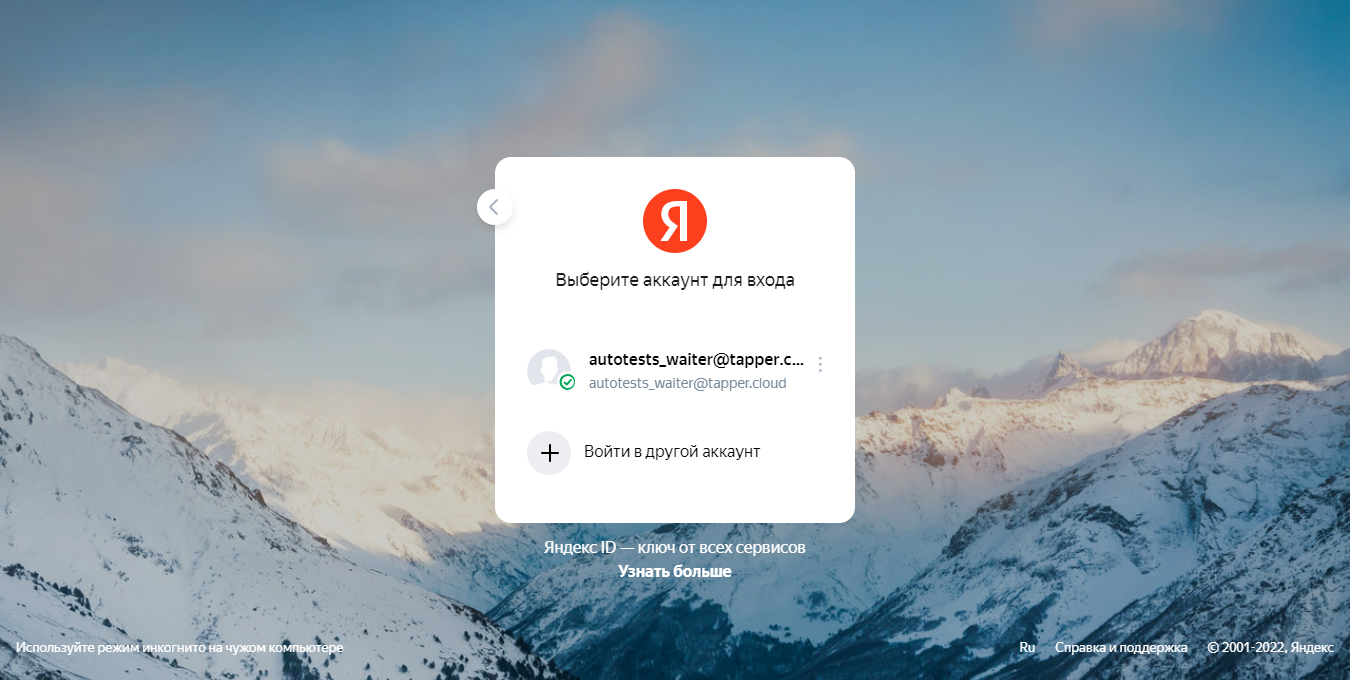 Я
Выберите аккаунт для входа
autotests_waiter@tapper.c...
autotests_waiter@tapper.cloud
Войти в другой аккаунт
Яндекс ID — ключ от всех сервисов
Узнать больше
Используйте режим инкогнито на чужом компьютере
Ru Справка и поддержка © 2001-2022, Яндекс